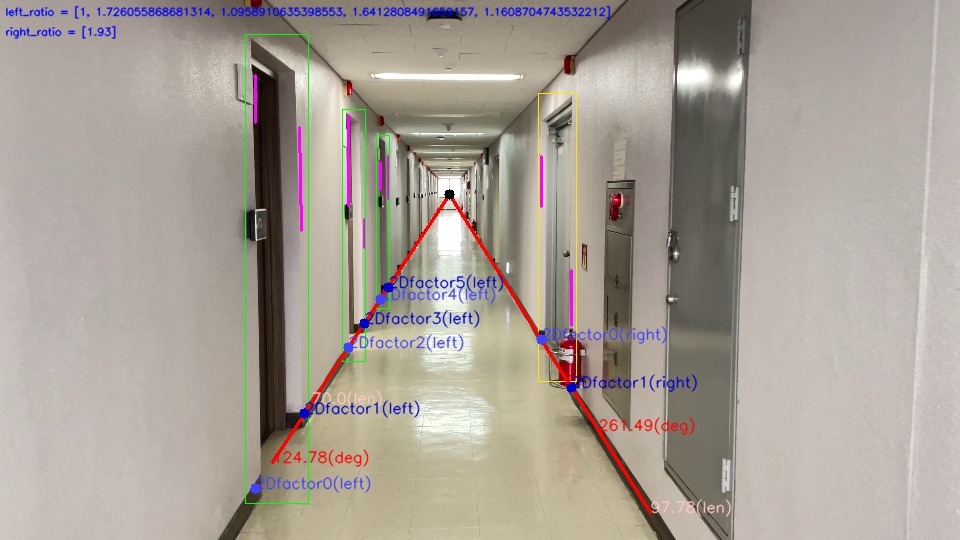 left_ratio = [1, 1.726055868681314, 1.0958910635398553, 1.6412808491659157, 1.1608704743532212]
right_ratio = [1.93]
2Dfactor5(left)
2Dfactor4(left)
2Dfactor3(left)
2Dfactor0(right)
2Dfactor2(left)
2Dfactor1(right)
70.0(len)
2Dfactor1(left)
261.49(deg)
124.78(deg)
2Dfactor0(left)
97.78(len)